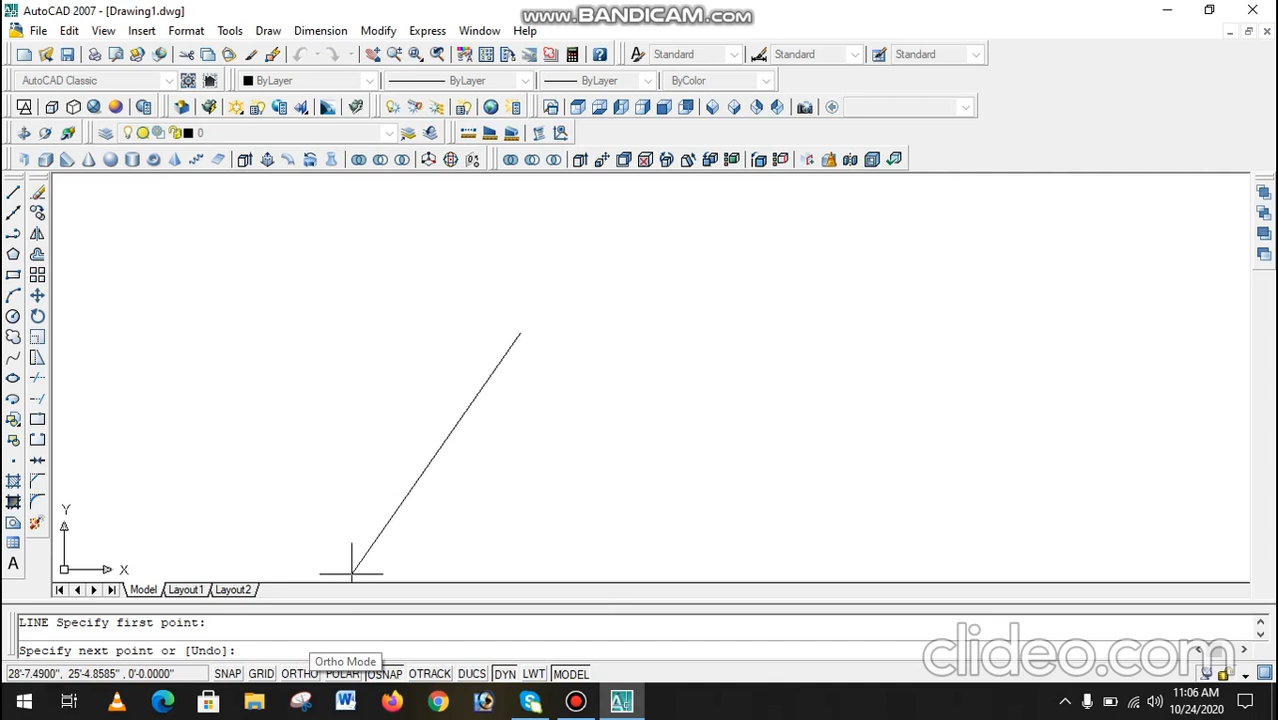 AutoCAD 2007 - [Drawing1.dwg]
www.BANDICAM.com
File Edit View Insert Format Tools Draw Dimension Modify Express Window Help
Standard Standard Standard
AutoCAD Classic ByLayer ByLayer ByLayer ByColor
0
A
Y
X
Model Layout1 Layout2
LINE Specify first point:
Specify next point or [Undo]:
clideo.com
Ortho Mode
28'-7.4900", 25'-4.8585", 0'-0.0000" SNAP GRID ORTHO POLAR OSNAP OTRACK DUCS DYN LWT MODEL
11:06 AM
10/24/2020